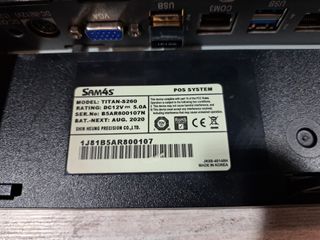 VGA
USB
COM3
USB
SAM4S
POS SYSTEM
MODEL: TITAN-S260
RATING: DC12V⎓ 5.0A
SER.No: B5AR800107N
BAT.-NEXT: AUG. 2020
SHIN HEUNG PRECISION CO.,LTD.
1J81B5AR800107
MADE IN KOREA